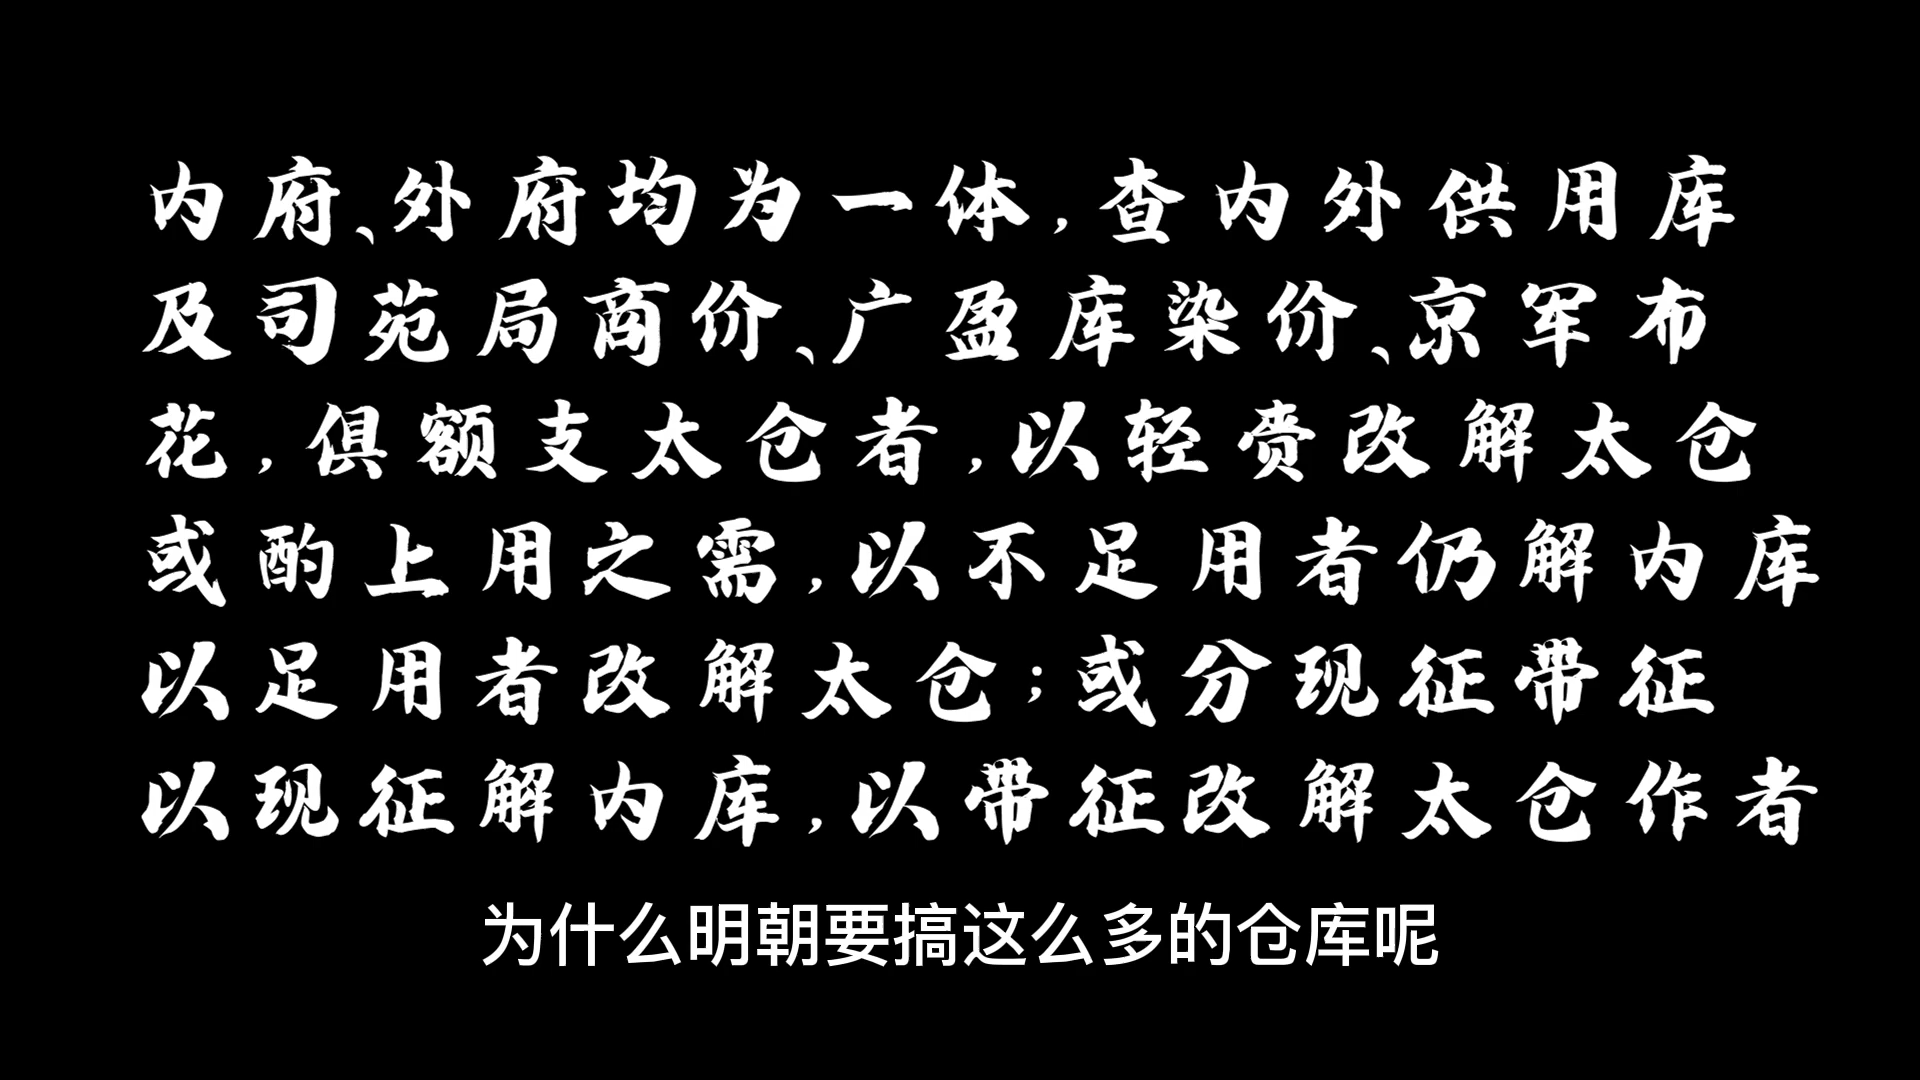 内府、外府均为一体，查内外供用库
及司苑局商价、广盈库染价、京军布
花，俱额支太仓者，以轻赍改解太仓
或酌上用之需，以不足用者仍解内库
以足用者改解太仓；或分现征带征
以现征解内库，以带征改解太仓作者
为什么明朝要搞这么多的仓库呢